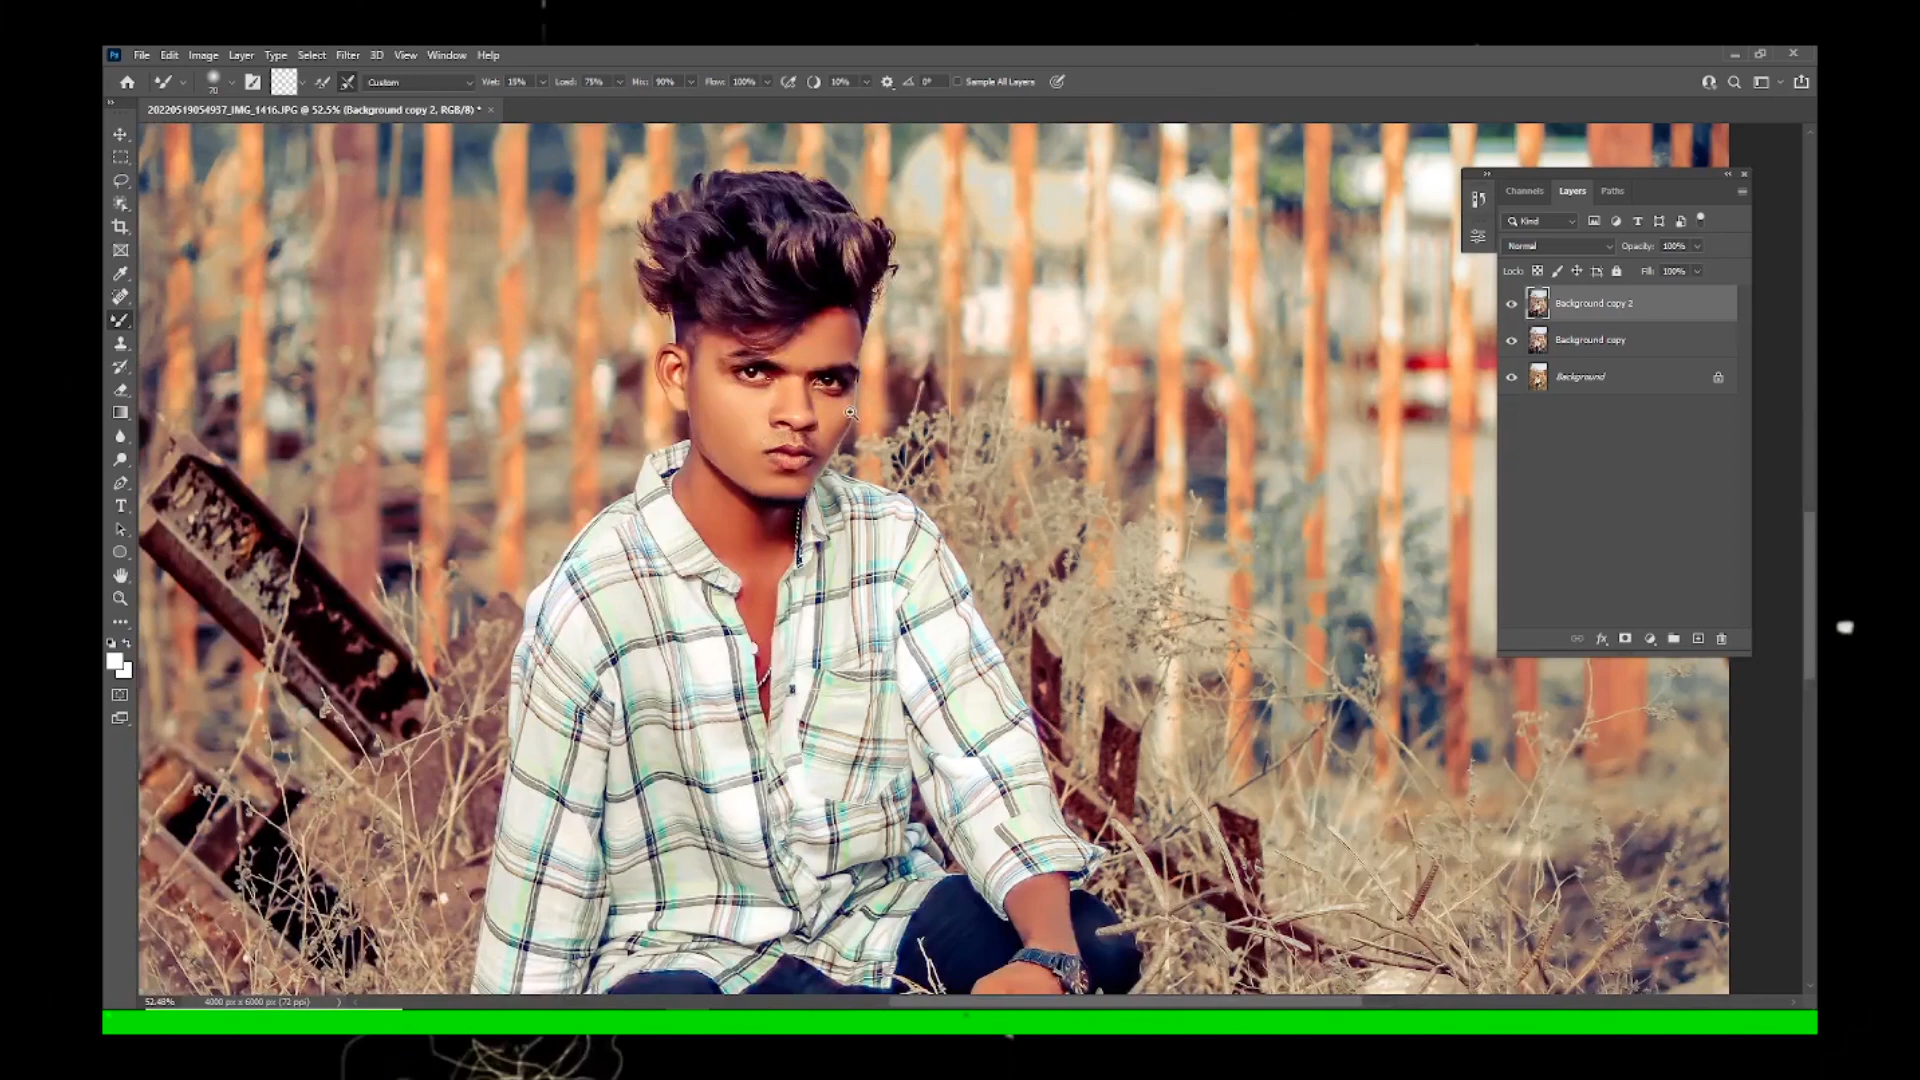 Ps File Edit Image Layer Type Select Filter 3D View Window Help
70 Custom Wet: 15% Load: 75% Mix: 90% Flow: 100% 10% 0° Sample All Layers
20220519054937_IMG_1416.JPG @ 52.5% (Background copy 2, RGB/8) * ×
Channels Layers Paths
Kind
Normal Opacity: 100%
Lock: Fill: 100%
Background copy 2
Background copy
Background
52.48% 4000 px x 6000 px (72 ppi)